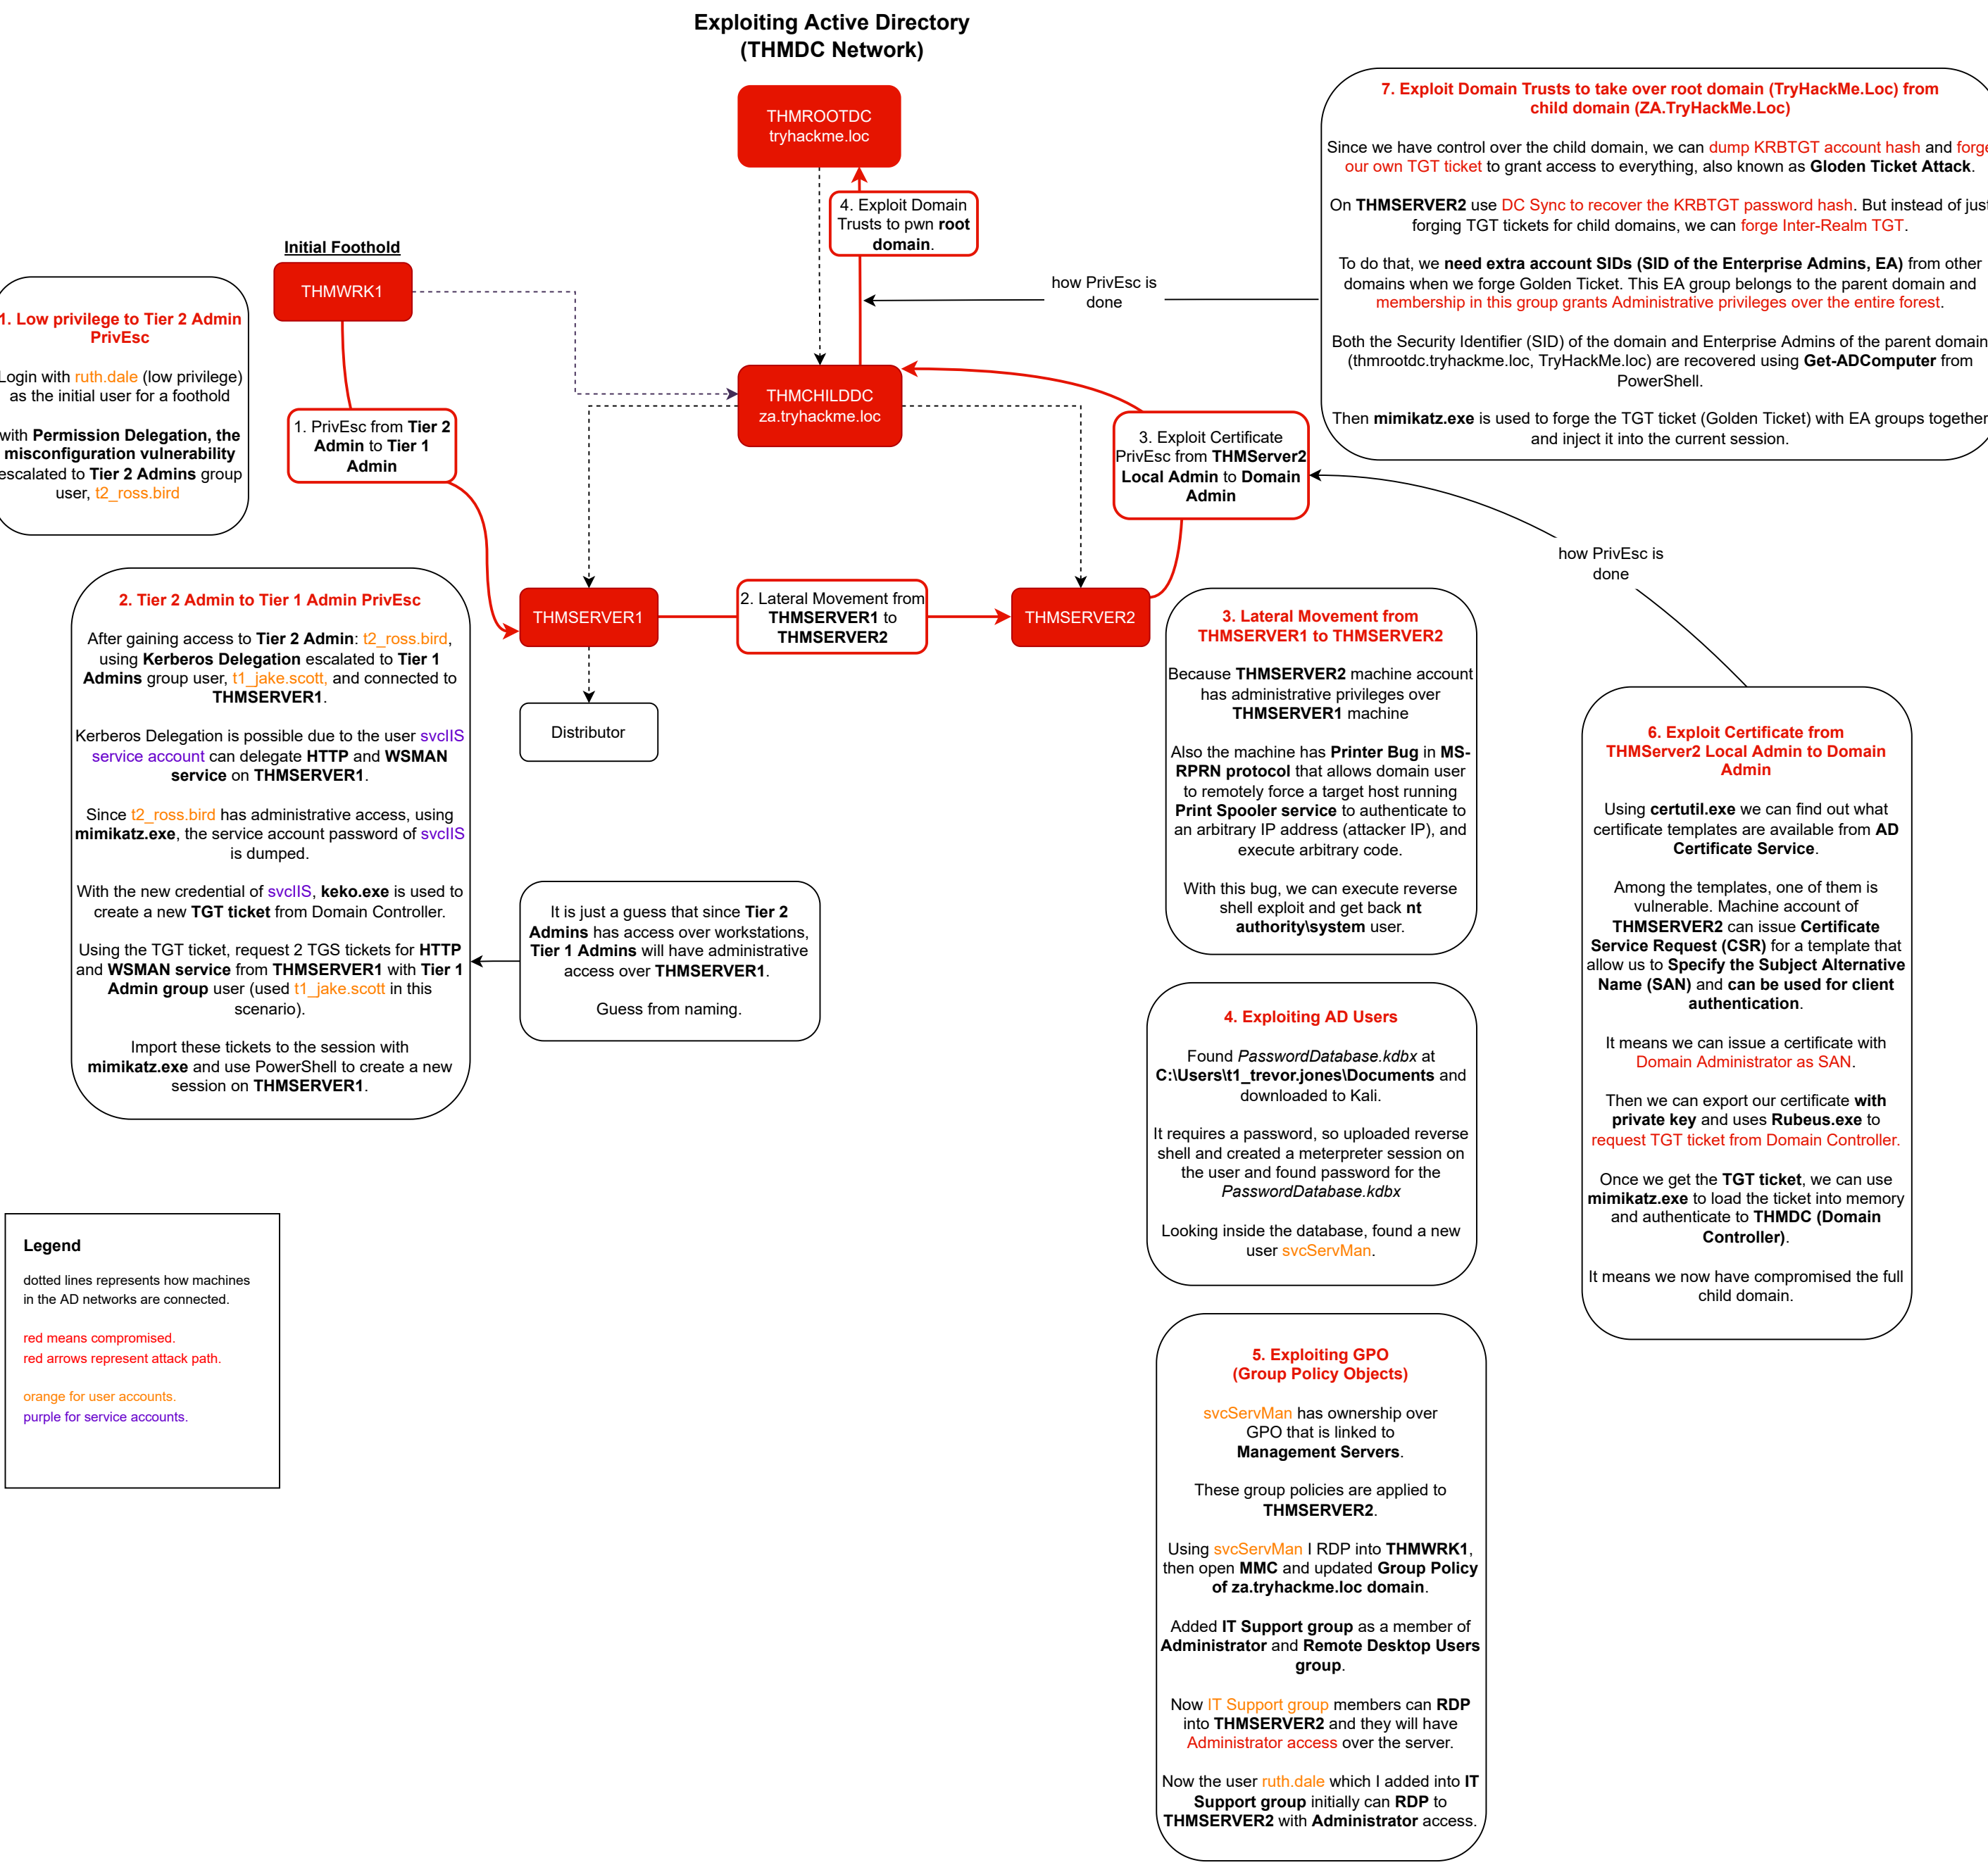 Exploiting Active Directory
(THMDC Network)
THMROOTDC
tryhackme.loc
4. Exploit Domain
Trusts to pwn root
domain.
Initial Foothold
THMWRK1
how PrivEsc is
done
7. Exploit Domain Trusts to take over root domain (TryHackMe.Loc) from
child domain (ZA.TryHackMe.Loc)
Since we have control over the child domain, we can dump KRBTGT account hash and forge
our own TGT ticket to grant access to everything, also known as Gloden Ticket Attack.
On THMSERVER2 use DC Sync to recover the KRBTGT password hash. But instead of just
forging TGT tickets for child domains, we can forge Inter-Realm TGT.
To do that, we need extra account SIDs (SID of the Enterprise Admins, EA) from other
domains when we forge Golden Ticket. This EA group belongs to the parent domain and
membership in this group grants Administrative privileges over the entire forest.
Both the Security Identifier (SID) of the domain and Enterprise Admins of the parent domain
(thmrootdc.tryhackme.loc, TryHackMe.loc) are recovered using Get-ADComputer from
PowerShell.
Then mimikatz.exe is used to forge the TGT ticket (Golden Ticket) with EA groups together
and inject it into the current session.
1. Low privilege to Tier 2 Admin
PrivEsc
Login with ruth.dale (low privilege)
as the initial user for a foothold
with Permission Delegation, the
misconfiguration vulnerability
escalated to Tier 2 Admins group
user, t2_ross.bird
1. PrivEsc from Tier 2
Admin to Tier 1
Admin
THMCHILDDC
za.tryhackme.loc
3. Exploit Certificate
PrivEsc from THMServer2
Local Admin to Domain
Admin
how PrivEsc is
done
THMSERVER1
2. Lateral Movement from
THMSERVER1 to
THMSERVER2
THMSERVER2
Distributor
2. Tier 2 Admin to Tier 1 Admin PrivEsc
After gaining access to Tier 2 Admin: t2_ross.bird,
using Kerberos Delegation escalated to Tier 1
Admins group user, t1_jake.scott, and connected to
THMSERVER1.
Kerberos Delegation is possible due to the user svcIIS
service account can delegate HTTP and WSMAN
service on THMSERVER1.
Since t2_ross.bird has administrative access, using
mimikatz.exe, the service account password of svcIIS
is dumped.
With the new credential of svcIIS, keko.exe is used to
create a new TGT ticket from Domain Controller.
Using the TGT ticket, request 2 TGS tickets for HTTP
and WSMAN service from THMSERVER1 with Tier 1
Admin group user (used t1_jake.scott in this
scenario).
Import these tickets to the session with
mimikatz.exe and use PowerShell to create a new
session on THMSERVER1.
It is just a guess that since Tier 2
Admins has access over workstations,
Tier 1 Admins will have administrative
access over THMSERVER1.
Guess from naming.
3. Lateral Movement from
THMSERVER1 to THMSERVER2
Because THMSERVER2 machine account
has administrative privileges over
THMSERVER1 machine
Also the machine has Printer Bug in MS-
RPRN protocol that allows domain user
to remotely force a target host running
Print Spooler service to authenticate to
an arbitrary IP address (attacker IP), and
execute arbitrary code.
With this bug, we can execute reverse
shell exploit and get back nt
authority\system user.
4. Exploiting AD Users
Found PasswordDatabase.kdbx at
C:\Users\t1_trevor.jones\Documents and
downloaded to Kali.
It requires a password, so uploaded reverse
shell and created a meterpreter session on
the user and found password for the
PasswordDatabase.kdbx
Looking inside the database, found a new
user svcServMan.
5. Exploiting GPO
(Group Policy Objects)
svcServMan has ownership over
GPO that is linked to
Management Servers.
These group policies are applied to
THMSERVER2.
Using svcServMan I RDP into THMWRK1,
then open MMC and updated Group Policy
of za.tryhackme.loc domain.
Added IT Support group as a member of
Administrator and Remote Desktop Users
group.
Now IT Support group members can RDP
into THMSERVER2 and they will have
Administrator access over the server.
Now the user ruth.dale which I added into IT
Support group initially can RDP to
THMSERVER2 with Administrator access.
6. Exploit Certificate from
THMServer2 Local Admin to Domain
Admin
Using certutil.exe we can find out what
certificate templates are available from AD
Certificate Service.
Among the templates, one of them is
vulnerable. Machine account of
THMSERVER2 can issue Certificate
Service Request (CSR) for a template that
allow us to Specify the Subject Alternative
Name (SAN) and can be used for client
authentication.
It means we can issue a certificate with
Domain Administrator as SAN.
Then we can export our certificate with
private key and uses Rubeus.exe to
request TGT ticket from Domain Controller.
Once we get the TGT ticket, we can use
mimikatz.exe to load the ticket into memory
and authenticate to THMDC (Domain
Controller).
It means we now have compromised the full
child domain.
Legend
dotted lines represents how machines
in the AD networks are connected.
red means compromised.
red arrows represent attack path.
orange for user accounts.
purple for service accounts.